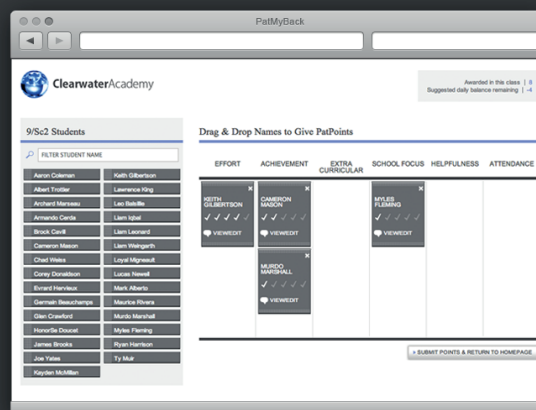 PatMyBack
ClearwaterAcademy
Awarded in this class | 8
Suggested daily balance remaining | -4
9/Sc2 Students
Drag & Drop Names to Give PatPoints
FILTER STUDENT NAME
Aaron Coleman
Keith Gilbertson
Albert Trottier
Lawrence King
Archard Marseau
Leo Balsillie
Armando Cerda
Liam Iqbal
Brock Cavill
Liam Leonard
Cameron Mason
Liam Weingarth
Chad Weiss
Loyal Migneault
Corey Donaldson
Lucas Newell
Evrard Hervieux
Mark Alberto
Germain Beauchamps
Maurice Rivera
Glen Crawford
Murdo Marshall
HonorSe Doucet
Myles Fleming
James Brooks
Ryan Harrison
Joe Yates
Ty Muir
Kayden McMillan
EFFORT
ACHIEVEMENT
EXTRA
CURRICULAR
SCHOOL FOCUS
HELPFULNESS
ATTENDANCE
KEITH
GILBERTSON
VIEW/EDIT
CAMERON
MASON
VIEW/EDIT
MYLES
FLEMING
VIEW/EDIT
MURDO
MARSHALL
VIEW/EDIT
SUBMIT POINTS & RETURN TO HOMEPAGE